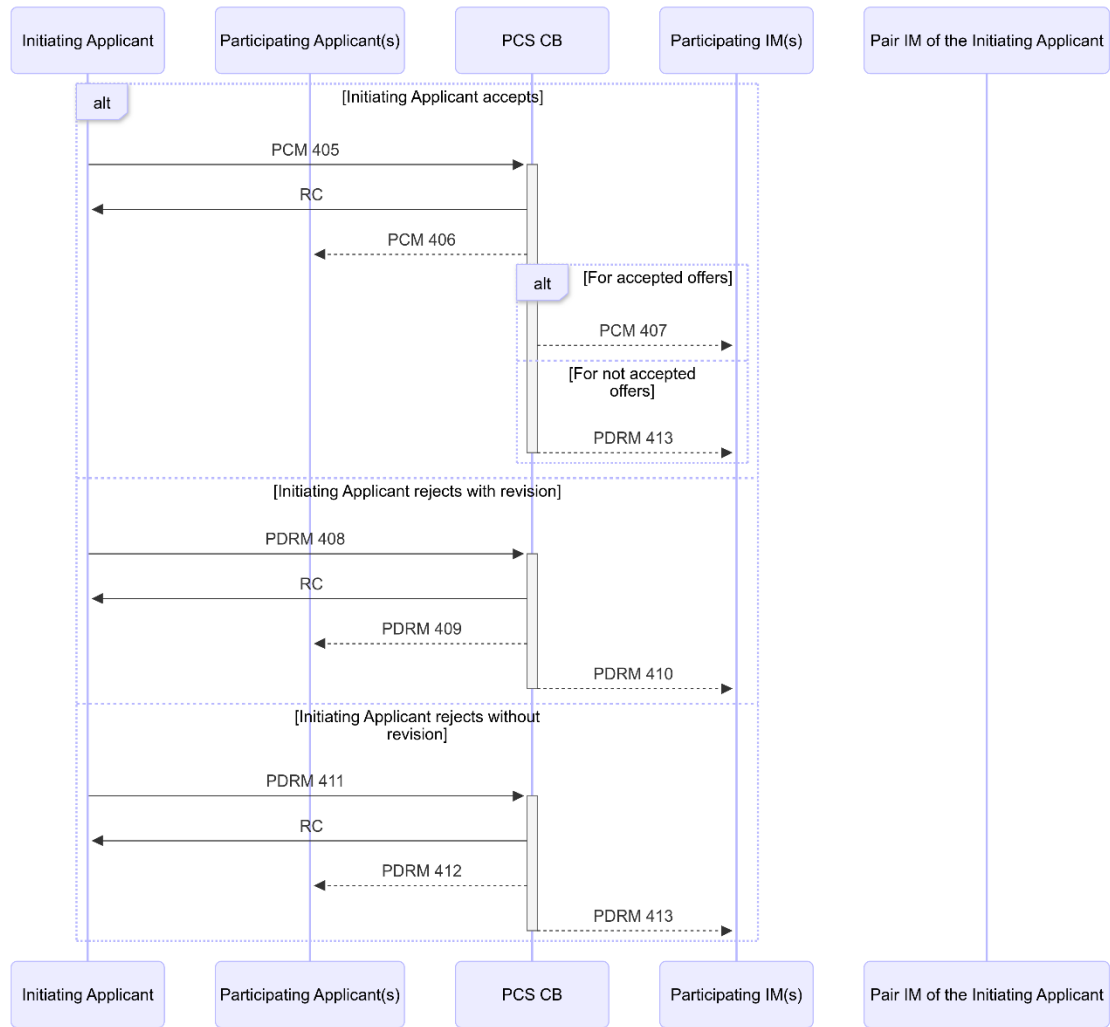 Initiating Applicant
Participating Applicant(s)
PCS CB
Participating IM(s)
Pair IM of the Initiating Applicant
alt
[Initiating Applicant accepts]
PCM 405
RC
PCM 406
alt
[For accepted offers]
PCM 407
[For not accepted
offers]
PDRM 413
[Initiating Applicant rejects with revision]
PDRM 408
RC
PDRM 409
PDRM 410
[Initiating Applicant rejects without
revision]
PDRM 411
RC
PDRM 412
PDRM 413
Initiating Applicant
Participating Applicant(s)
PCS CB
Participating IM(s)
Pair IM of the Initiating Applicant